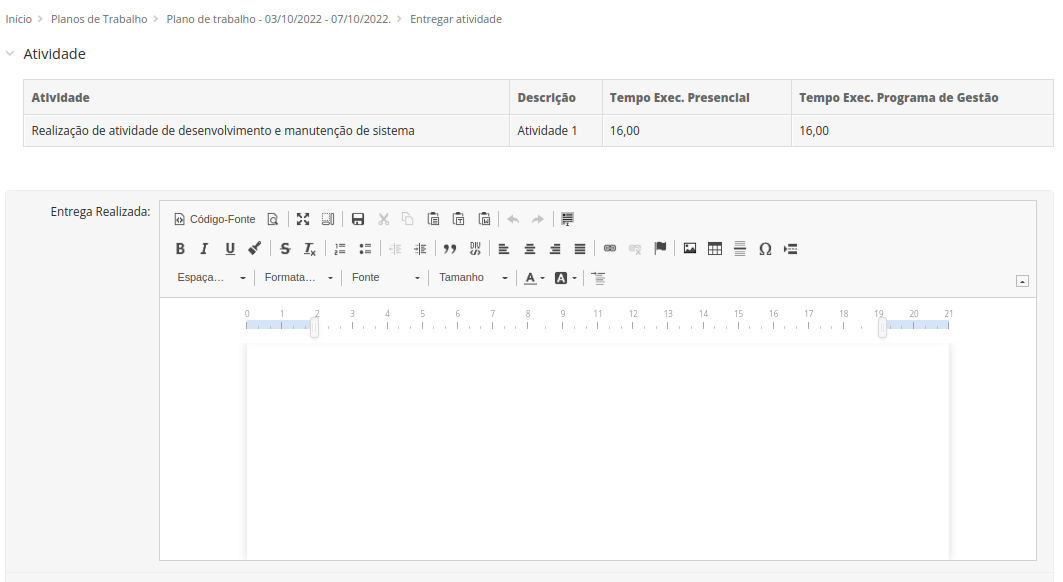 Início > Planos de Trabalho > Plano de trabalho - 03/10/2022 - 07/10/2022. > Entregar atividade
Atividade
Atividade Descrição Tempo Exec. Presencial Tempo Exec. Programa de Gestão
Realização de atividade de desenvolvimento e manutenção de sistema Atividade 1 16,00 16,00
Entrega Realizada:
Código-Fonte
B I U S Tx
Espaça... Formata... Fonte Tamanho A A
0 1 2 3 4 5 6 7 8 9 10 11 12 13 14 15 16 17 18 19 20 21